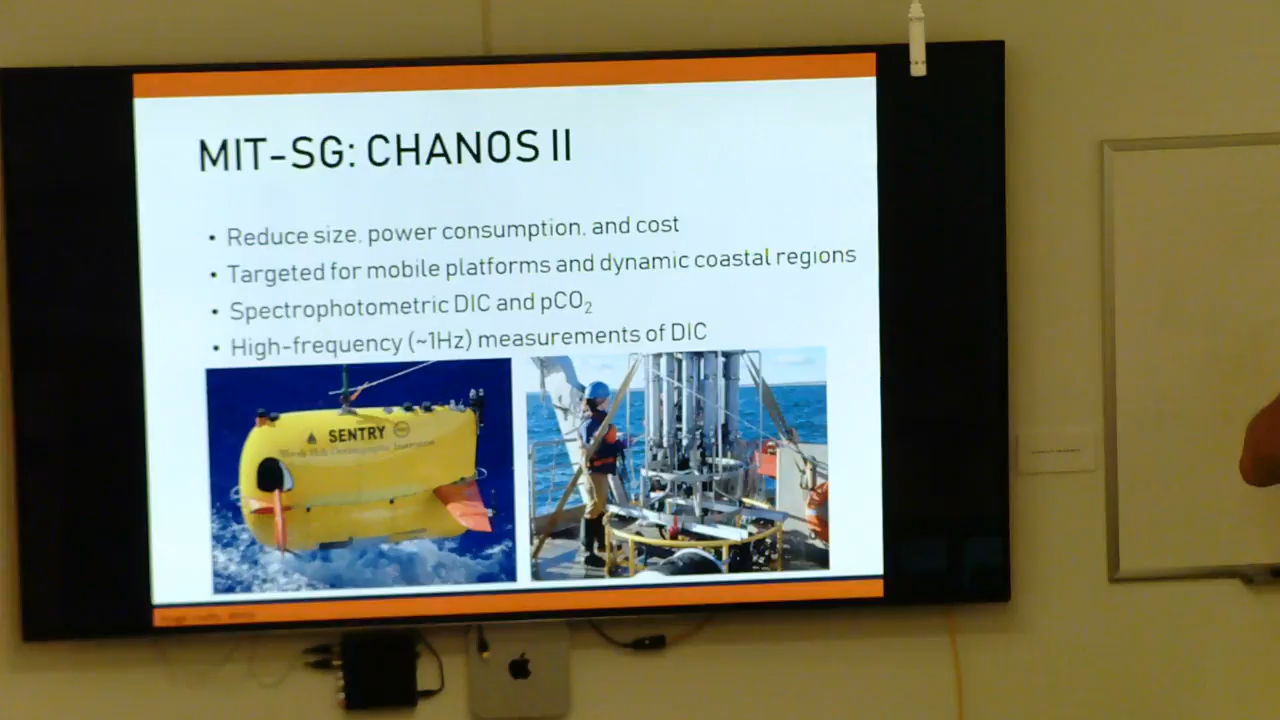 MIT-SG: CHANOS II
• Reduce size, power consumption, and cost
• Targeted for mobile platforms and dynamic coastal regions
• Spectrophotometric DIC and pCO₂
• High-frequency (~1Hz) measurements of DIC
SENTRY